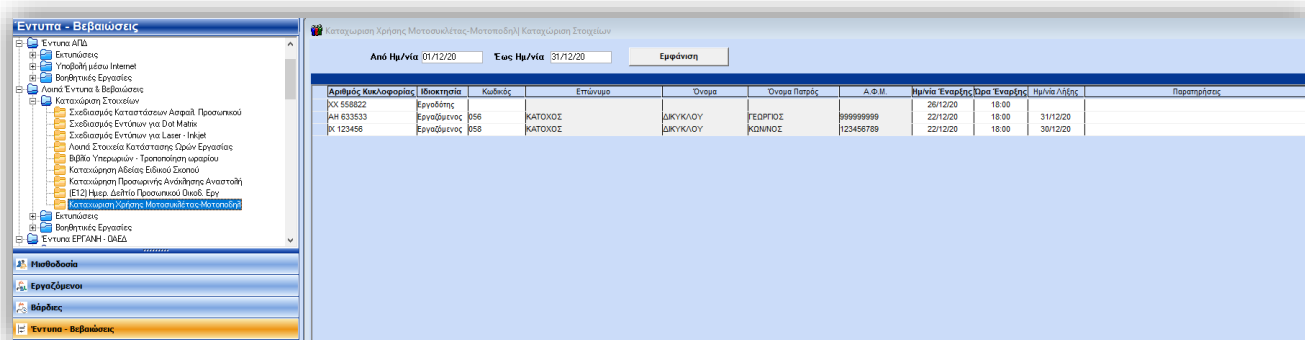 Έντυπα - Βεβαιώσεις
Έντυπα ΑΠΔ
Εκτυπώσεις
Υποβολή μέσω Internet
Βοηθητικές Εργασίες
Λοιπά Έντυπα & Βεβαιώσεις
Καταχώριση Στοιχείων
Σχεδιασμός Καταστάσεων Ασφαλ. Προσωπικού
Σχεδιασμός Εντύπων για Dot Matrix
Σχεδιασμός Εντύπων για Laser - Inkjet
Λοιπά Στοιχεία Κατάστασης Ωρών Εργασίας
Βιβλίο Υπερωριών - Τροποποίηση ωραρίου
Καταχώρηση Αδείας Ειδικού Σκοπού
Καταχώρηση Προσωρινής Ανάκλησης Αναστολή
(Ε12) Ημερ. Δελτίο Προσωπικού Οικοδ. Εργ
Καταχωριση Χρήσης Μοτοσυκλέτας-Μοτοποδηλ
Εκτυπώσεις
Βοηθητικές Εργασίες
Έντυπα ΕΡΓΑΝΗ - ΟΑΕΔ
Μισθοδοσία
Εργαζόμενοι
Βάρδιες
Έντυπα - Βεβαιώσεις
Καταχωριση Χρήσης Μοτοσυκλέτας-Μοτοποδηλ| Καταχώριση Στοιχείων
Από Ημ/νία 01/12/20 Έως Ημ/νία 31/12/20 Εμφάνιση
Αριθμός Κυκλοφορίας Ιδιοκτησία Κωδικός Επώνυμο Όνομα Όνομα Πατρός Α.Φ.Μ. Ημ/νία Έναρξης Ώρα Έναρξης Ημ/νία Λήξης Παρατηρήσεις
ΧΧ 558822 Εργοδότης 26/12/20 18:00
ΑΗ 633533 Εργαζόμενος 056 ΚΑΤΟΧΟΣ ΔΙΚΥΚΛΟΥ ΓΕΩΡΓΙΟΣ 999999999 22/12/20 18:00 31/12/20
ΙΧ 123456 Εργαζόμενος 058 ΚΑΤΟΧΟΣ ΔΙΚΥΚΛΟΥ ΚΩΝ/ΝΟΣ 123456789 22/12/20 18:00 30/12/20